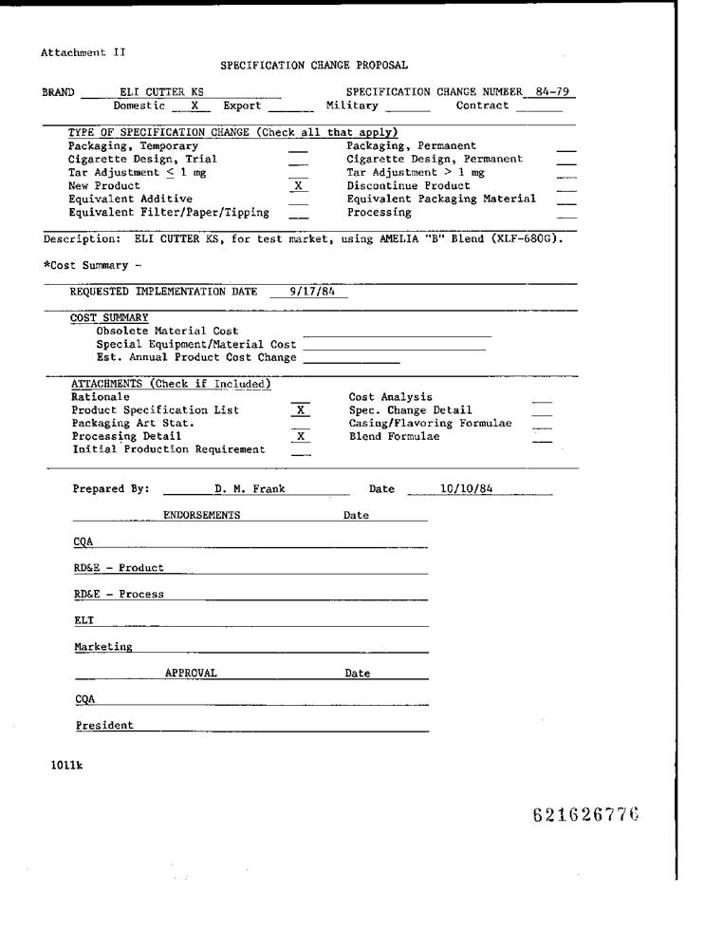 Attachment II
SPECIFICATION CHANGE PROPOSAL
BRAND ELI CUTTER KS SPECIFICATION CHANGE NUMBER 84-79
Domestic X Export Military Contract
TYPE OF SPECIFICATION CHANGE (Check all that apply)
Packaging, Temporary Packaging, Permanent
Cigarette Design, Trial Cigarette Design, Permanent
Tar Adjustment ≤ 1 mg Tar Adjustment > 1 mg
New Product X Discontinue Product
Equivalent Additive Equivalent Packaging Material
Equivalent Filter/Paper/Tipping Processing
Description: ELI CUTTER KS, for test market, using AMELIA "B" Blend (XLF-680G).
*Cost Summary -
REQUESTED IMPLEMENTATION DATE 9/17/84
COST SUMMARY
Obsolete Material Cost
Special Equipment/Material Cost
Est. Annual Product Cost Change
ATTACHMENTS (Check if Included)
Rationale Cost Analysis
Product Specification List X Spec. Change Detail
Packaging Art Stat. Casing/Flavoring Formulae
Processing Detail X Blend Formulae
Initial Production Requirement
Prepared By: D. M. Frank Date 10/10/84
ENDORSEMENTS Date
CQA
RD&E - Product
RD&E - Process
ELT
Marketing
APPROVAL Date
CQA
President
1011k
621626776